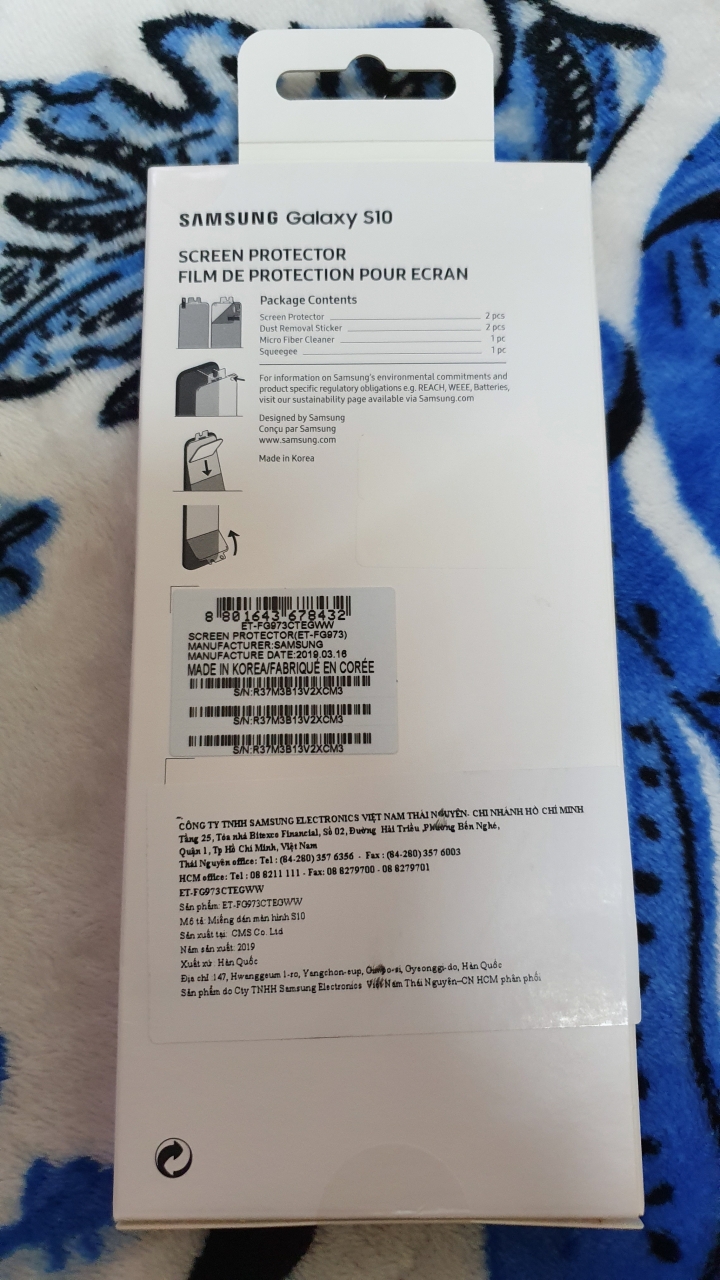 SAMSUNG Galaxy S10
SCREEN PROTECTOR
FILM DE PROTECTION POUR ECRAN
Package Contents
Screen Protector 2 pcs
Dust Removal Sticker 2 pcs
Micro Fiber Cleaner 1 pc
Squeegee 1 pc
For information on Samsung's environmental commitments and
product specific regulatory obligations e.g. REACH, WEEE, Batteries,
visit our sustainability page available via Samsung.com
Designed by Samsung
Conçu par Samsung
www.samsung.com
Made in Korea
8 801643 678432
ET-FG973CTEGWW
SCREEN PROTECTOR(ET-FG973)
MANUFACTURER:SAMSUNG
MANUFACTURE DATE:2019.03.16
MADE IN KOREA/FABRIQUÉ EN CORÉE
S/N:R37M3B13V2XCM3
S/N:R37M3B13V2XCM3
S/N:R37M3B13V2XCM3
CÔNG TY TNHH SAMSUNG ELECTRONICS VIỆT NAM THÁI NGUYÊN- CHI NHÁNH HỒ CHÍ MINH
Tầng 25, Tòa nhà Bitexco Financial, Số 02, Đường Hải Triều ,Phường Bến Nghé,
Quận 1, Tp Hồ Chí Minh, Việt Nam
Thái Nguyên office: Tel : (84-280) 357 6356 - Fax : (84-280) 357 6003
HCM office: Tel : 08 8211 111 - Fax: 08 8279700 - 08 8279701
ET-FG973CTEGWW
Sản phẩm: ET-FG973CTEGWW
Mô tả: Miếng dán màn hình S10
Sản xuất tại: CMS Co. Ltd
Năm sản xuất: 2019
Xuất xứ: Hàn Quốc
Địa chỉ :147, Hwanggeum 1-ro, Yangchon-eup, Gimpo-si, Gyeonggi-do, Hàn Quốc
Sản phẩm do Cty TNHH Samsung Electronics Việt Nam Thái Nguyên–CN HCM phân phối